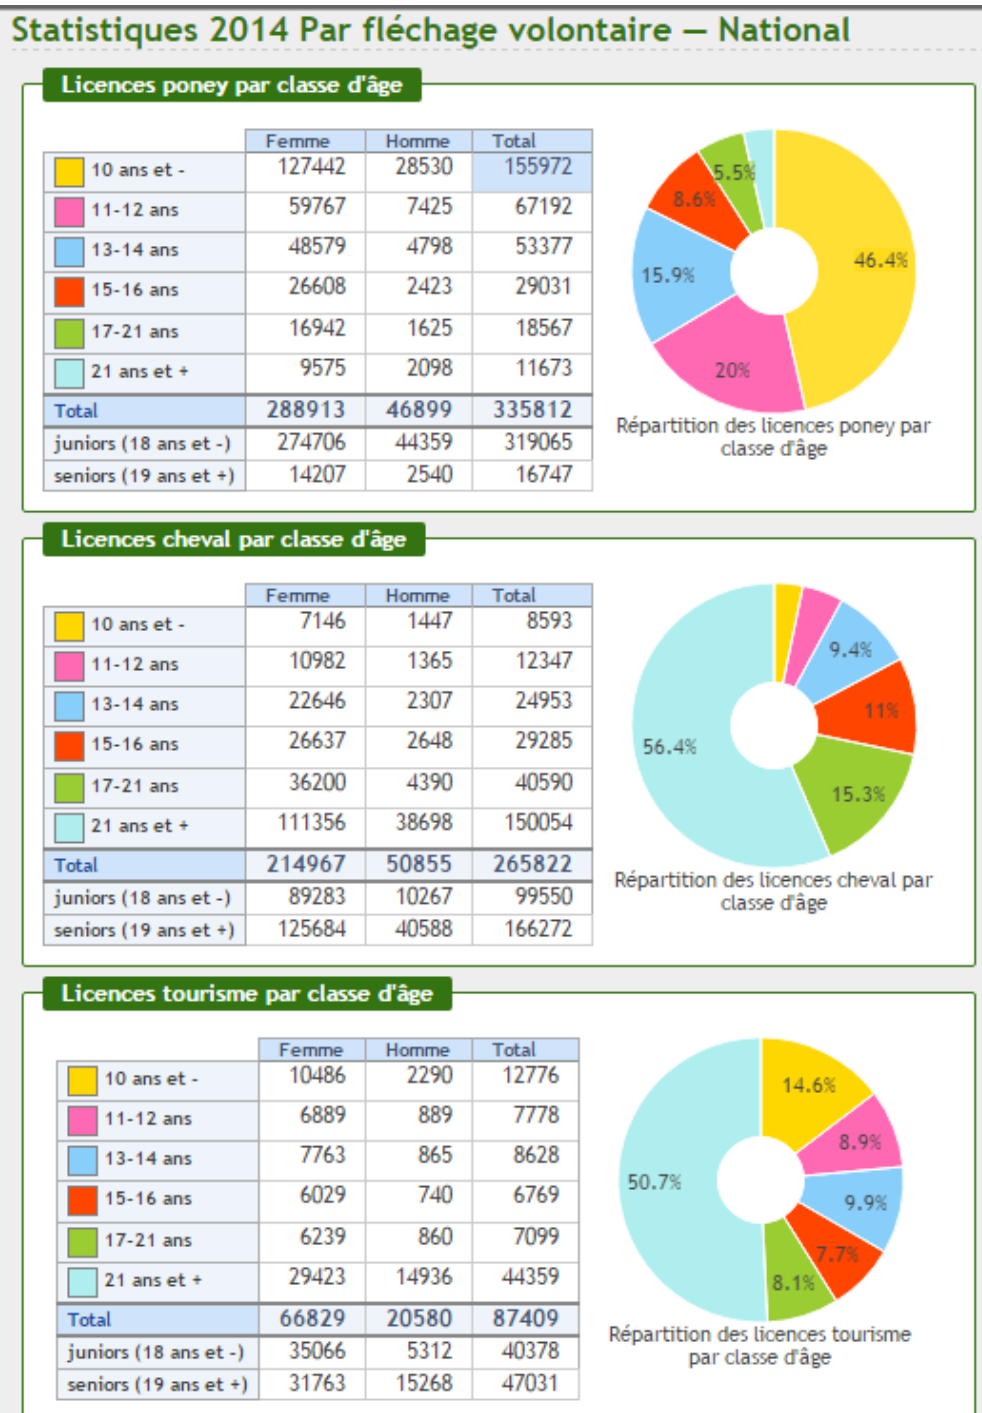 Statistiques 2014 Par fléchage volontaire — National
Licences poney par classe d'âge
Femme Homme Total
10 ans et - 127442 28530 155972
11-12 ans 59767 7425 67192
13-14 ans 48579 4798 53377
15-16 ans 26608 2423 29031
17-21 ans 16942 1625 18567
21 ans et + 9575 2098 11673
Total 288913 46899 335812
juniors (18 ans et -) 274706 44359 319065
seniors (19 ans et +) 14207 2540 16747
5.5%
8.6%
46.4%
15.9%
20%
Répartition des licences poney par
classe d'âge
Licences cheval par classe d'âge
Femme Homme Total
10 ans et - 7146 1447 8593
11-12 ans 10982 1365 12347
13-14 ans 22646 2307 24953
15-16 ans 26637 2648 29285
17-21 ans 36200 4390 40590
21 ans et + 111356 38698 150054
Total 214967 50855 265822
juniors (18 ans et -) 89283 10267 99550
seniors (19 ans et +) 125684 40588 166272
9.4%
11%
56.4%
15.3%
Répartition des licences cheval par
classe d'âge
Licences tourisme par classe d'âge
Femme Homme Total
10 ans et - 10486 2290 12776
11-12 ans 6889 889 7778
13-14 ans 7763 865 8628
15-16 ans 6029 740 6769
17-21 ans 6239 860 7099
21 ans et + 29423 14936 44359
Total 66829 20580 87409
juniors (18 ans et -) 35066 5312 40378
seniors (19 ans et +) 31763 15268 47031
14.6%
8.9%
50.7%
9.9%
7.7%
8.1%
Répartition des licences tourisme
par classe d'âge